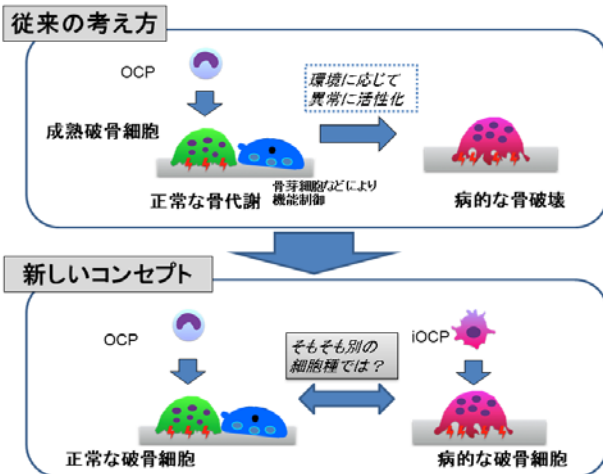 従来の考え方
OCP
環境に応じて
異常に活性化
成熟破骨細胞
正常な骨代謝
骨芽細胞などにより
機能制御
病的な骨破壊
新しいコンセプト
OCP
そもそも別の
細胞種では？
iOCP
正常な破骨細胞
病的な破骨細胞